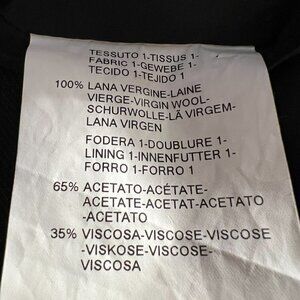 TESSUTO 1-TISSUS 1-
FABRIC 1-GEWEBE 1-
TECIDO 1-TEJIDO 1
100% LANA VERGINE-LAINE
VIERGE-VIRGIN WOOL-
SCHURWOLLE-LÃ VIRGEM-
LANA VIRGEN
FODERA 1-DOUBLURE 1-
LINING 1-INNENFUTTER 1-
FORRO 1-FORRO 1
65% ACETATO-ACÉTATE-
ACETATE-ACETAT-ACETATO
-ACETATO
35% VISCOSA-VISCOSE-VISCOSE
-VISKOSE-VISCOSE-
VISCOSA